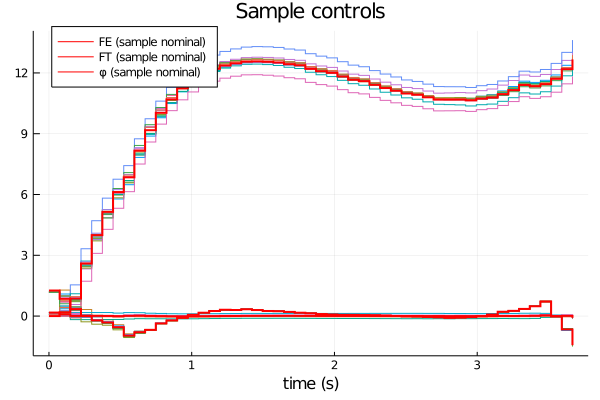 Sample controls
FE (sample nominal)
FT (sample nominal)
φ (sample nominal)
12
9
6
3
0
0
1
2
3
time (s)